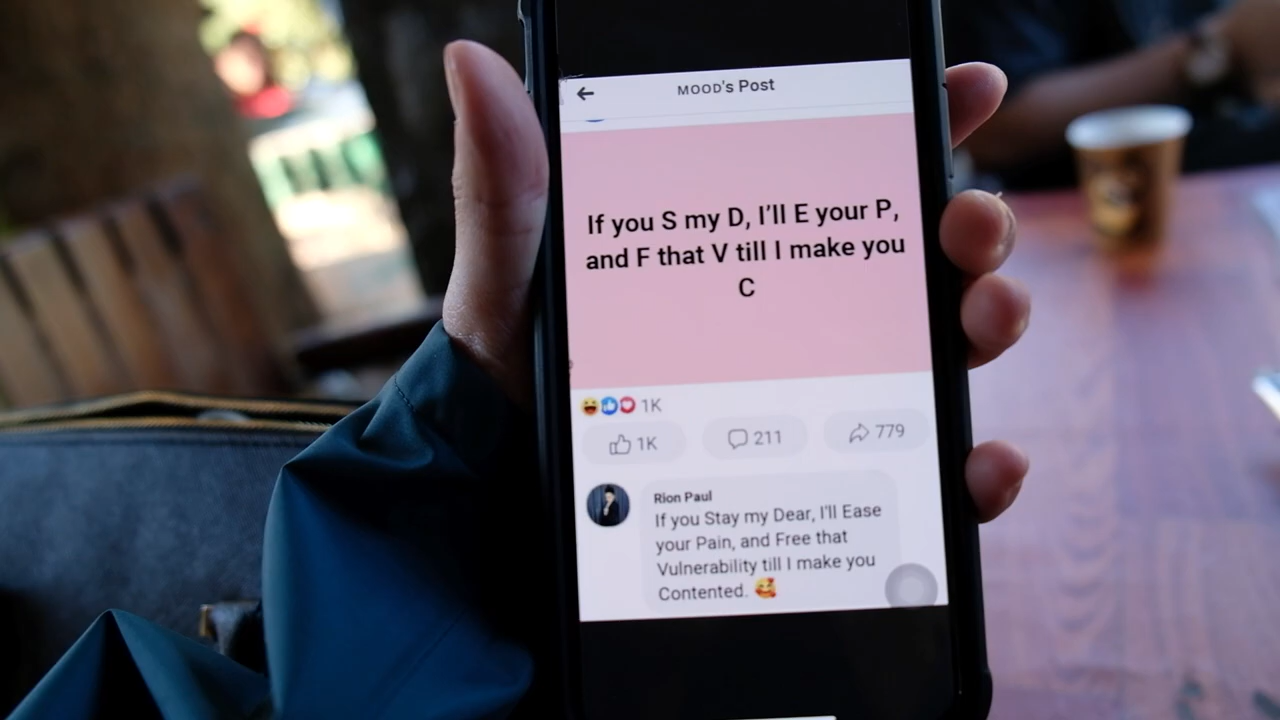 MOOD's Post
If you S my D, I’ll E your P,
and F that V till I make you
C
1K
1K
211
779
Rion Paul
If you Stay my Dear, I'll Ease
your Pain, and Free that
Vulnerability till I make you
Contented. 🥰